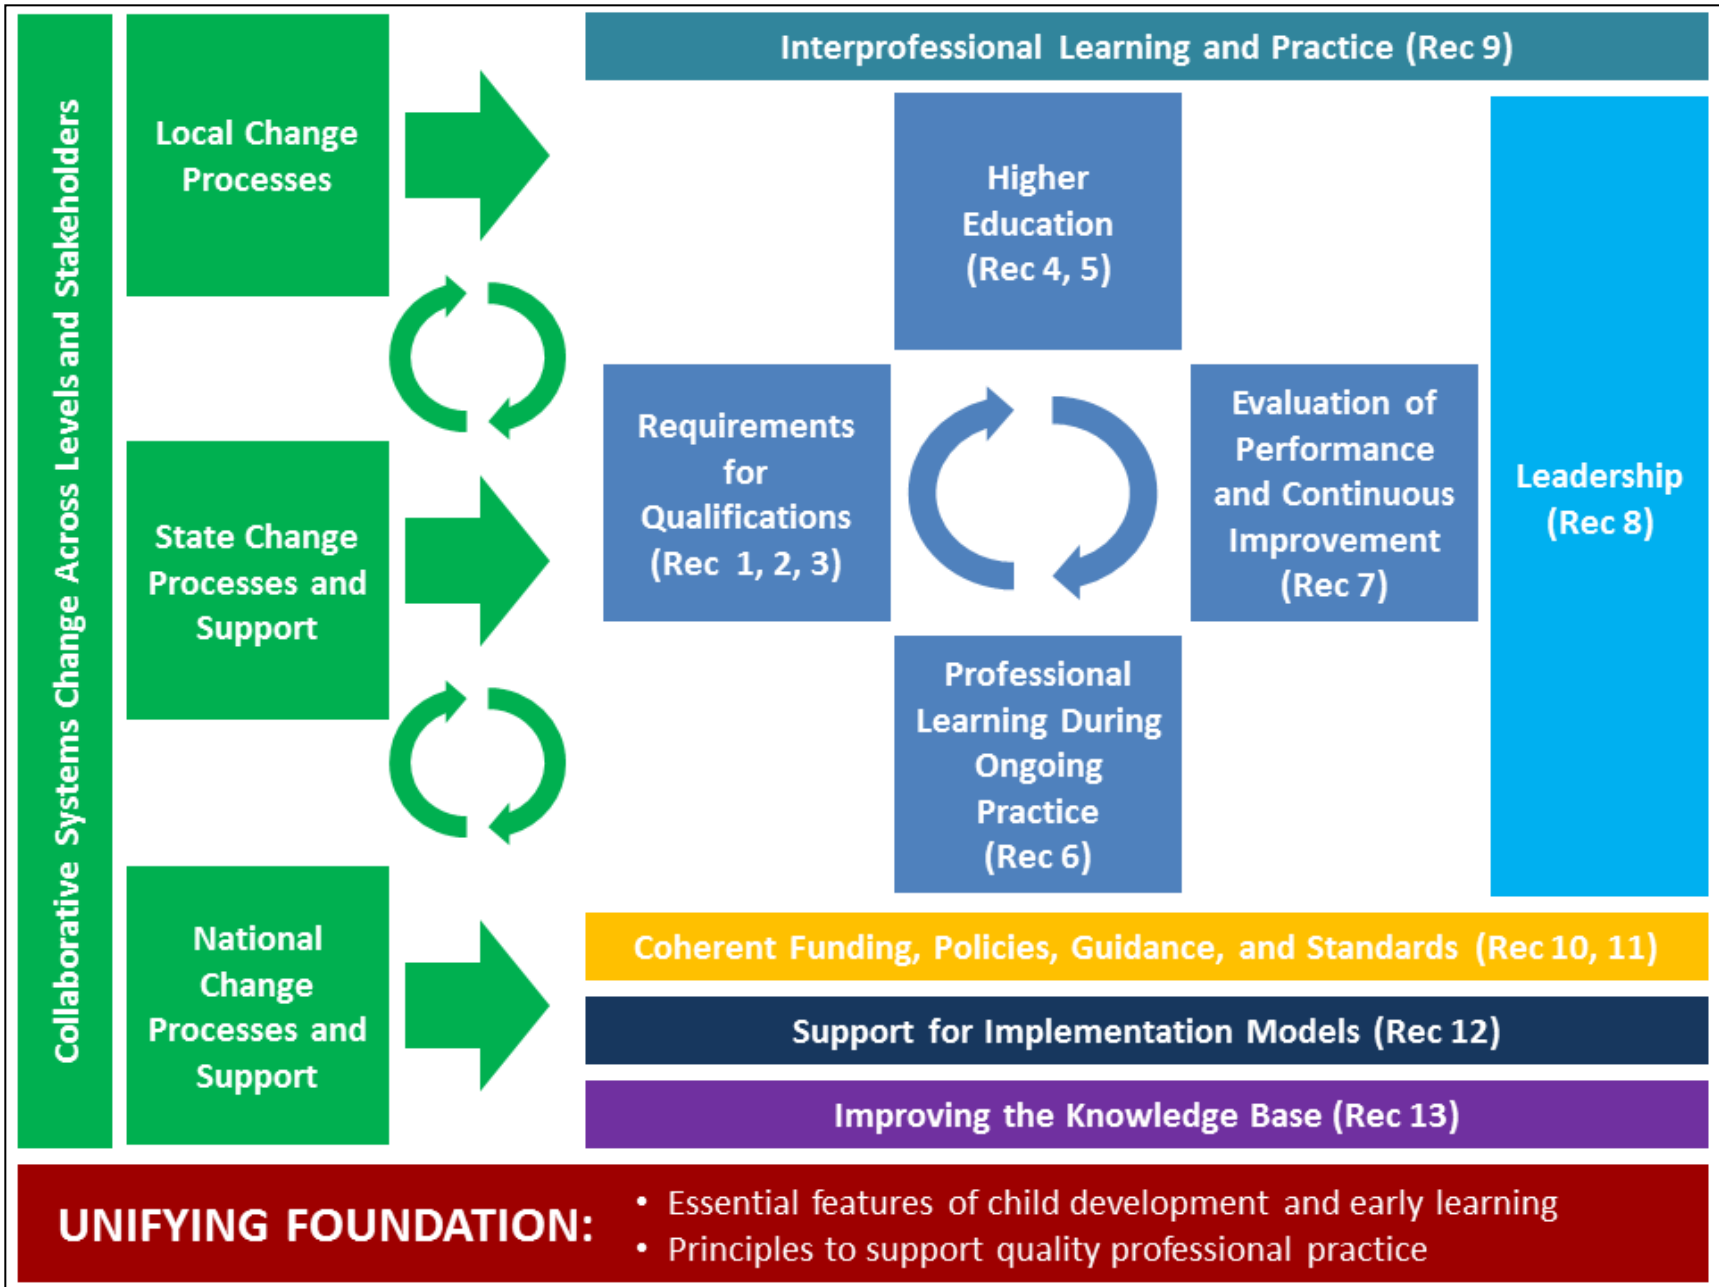 Collaborative Systems Change Across Levels and Stakeholders
Local Change
Processes
State Change
Processes and
Support
National
Change
Processes and
Support
Interprofessional Learning and Practice (Rec 9)
Higher
Education
(Rec 4, 5)
Requirements
for
Qualifications
(Rec 1, 2, 3)
Evaluation of
Performance
and Continuous
Improvement
(Rec 7)
Professional
Learning During
Ongoing
Practice
(Rec 6)
Leadership
(Rec 8)
Coherent Funding, Policies, Guidance, and Standards (Rec 10, 11)
Support for Implementation Models (Rec 12)
Improving the Knowledge Base (Rec 13)
UNIFYING FOUNDATION:
• Essential features of child development and early learning
• Principles to support quality professional practice